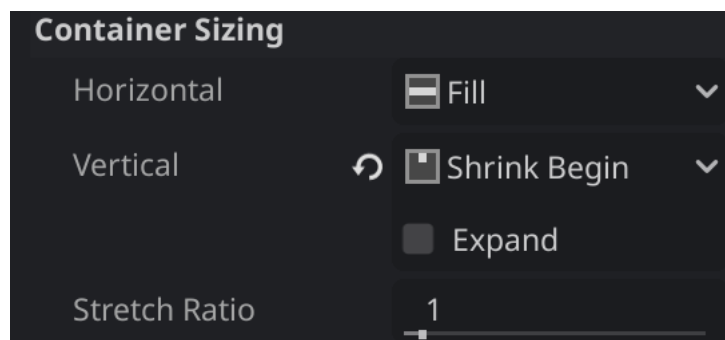 Container Sizing
Horizontal Fill
Vertical Shrink Begin
Expand
Stretch Ratio 1